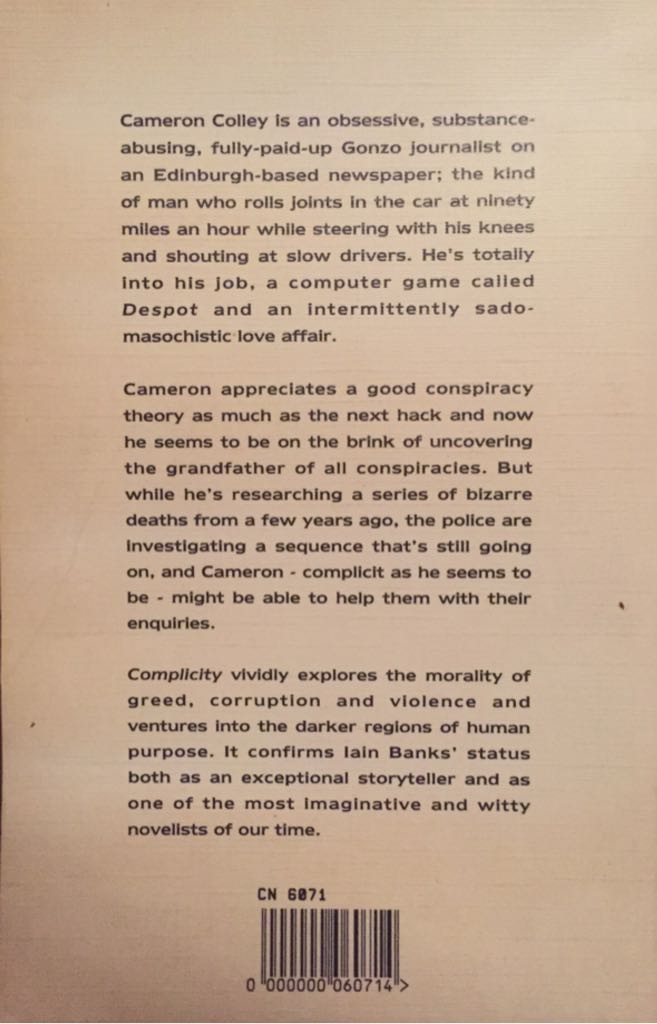 Cameron Colley is an obsessive, substance-
abusing, fully-paid-up Gonzo journalist on
an Edinburgh-based newspaper; the kind
of man who rolls joints in the car at ninety
miles an hour while steering with his knees
and shouting at slow drivers. He's totally
into his job, a computer game called
Despot and an intermittently sado-
masochistic love affair.
Cameron appreciates a good conspiracy
theory as much as the next hack and now
he seems to be on the brink of uncovering
the grandfather of all conspiracies. But
while he's researching a series of bizarre
deaths from a few years ago, the police are
investigating a sequence that's still going
on, and Cameron - complicit as he seems to
be - might be able to help them with their
enquiries.
Complicity vividly explores the morality of
greed, corruption and violence and
ventures into the darker regions of human
purpose. It confirms Iain Banks' status
both as an exceptional storyteller and as
one of the most imaginative and witty
novelists of our time.
CN 6071
0 000000 060714 >